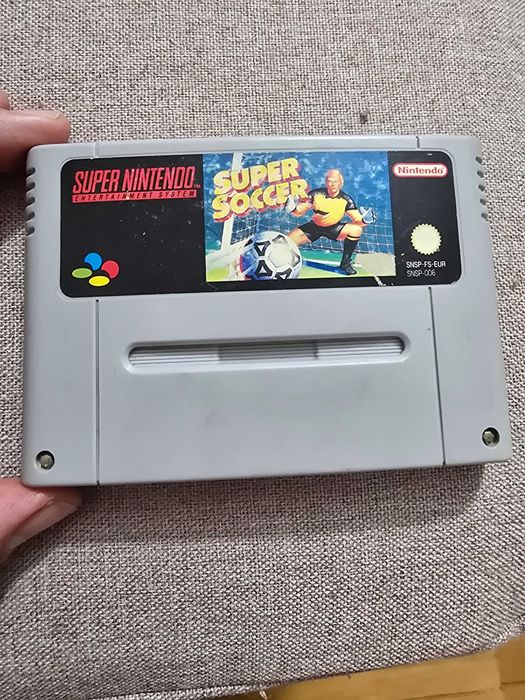 SUPER NINTENDO
ENTERTAINMENT SYSTEM
SUPER
SOCCER
Nintendo
SNSP-FS-EUR
SNSP-006